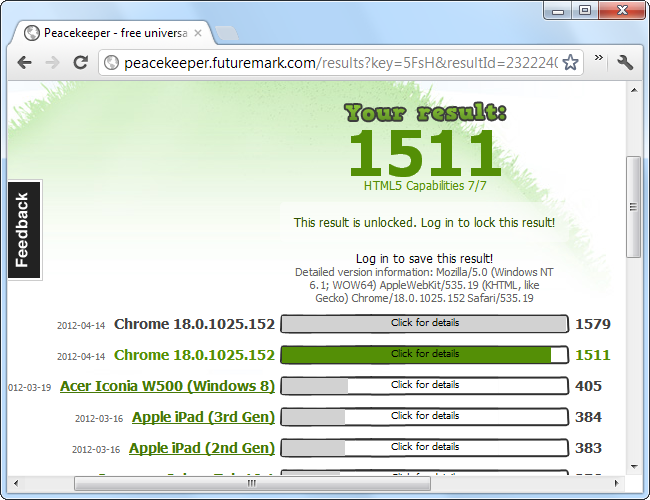 Peacekeeper - free universa
peacekeeper.futuremark.com/results?key=5FsH&resultId=2322240
Your result:
1511
HTML5 Capabilities 7/7
This result is unlocked. Log in to lock this result!
Log in to save this result!
Detailed version information: Mozilla/5.0 (Windows NT
6.1; WOW64) AppleWebKit/535.19 (KHTML, like
Gecko) Chrome/18.0.1025.152 Safari/535.19
Feedback
2012-04-14 Chrome 18.0.1025.152 Click for details 1579
2012-04-14 Chrome 18.0.1025.152 Click for details 1511
012-03-19 Acer Iconia W500 (Windows 8) Click for details 405
2012-03-16 Apple iPad (3rd Gen) Click for details 384
2012-03-16 Apple iPad (2nd Gen) Click for details 383